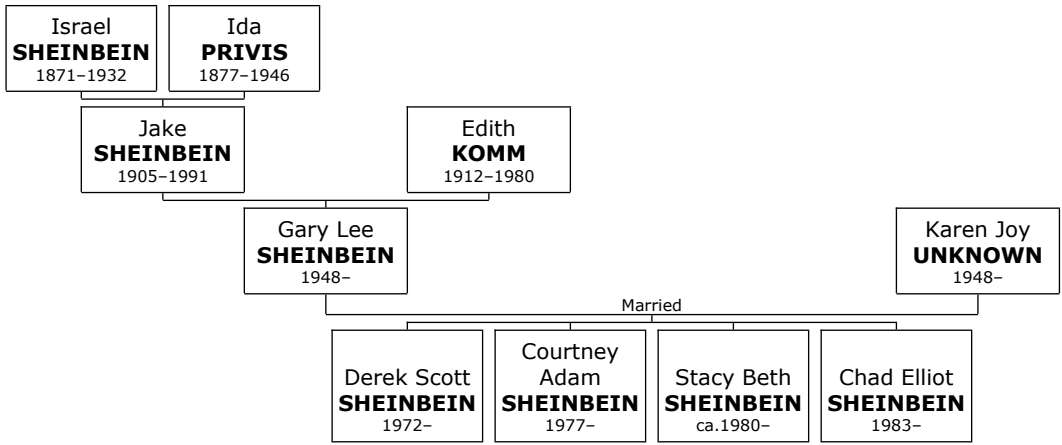 Israel
SHEINBEIN
1871–1932
Ida
PRIVIS
1877–1946
Jake
SHEINBEIN
1905–1991
Edith
KOMM
1912–1980
Gary Lee
SHEINBEIN
1948–
Karen Joy
UNKNOWN
1948–
Married
Derek Scott
SHEINBEIN
1972–
Courtney
Adam
SHEINBEIN
1977–
Stacy Beth
SHEINBEIN
ca.1980–
Chad Elliot
SHEINBEIN
1983–